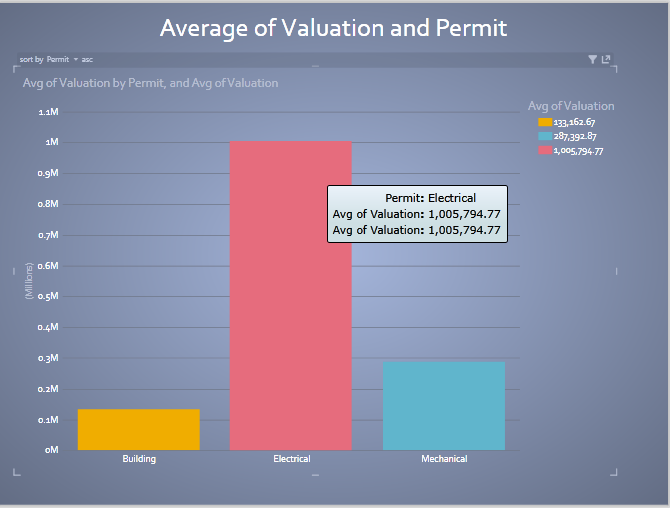 Average of Valuation and Permit
sort by Permit asc
Avg of Valuation by Permit, and Avg of Valuation
Avg of Valuation
133,162.67
287,392.87
1,005,794.77
1.1M
1M
0.9M
0.8M
0.7M
0.6M
0.5M
0.4M
0.3M
0.2M
0.1M
0M
(Millions)
Permit: Electrical
Avg of Valuation: 1,005,794.77
Avg of Valuation: 1,005,794.77
Building Electrical Mechanical